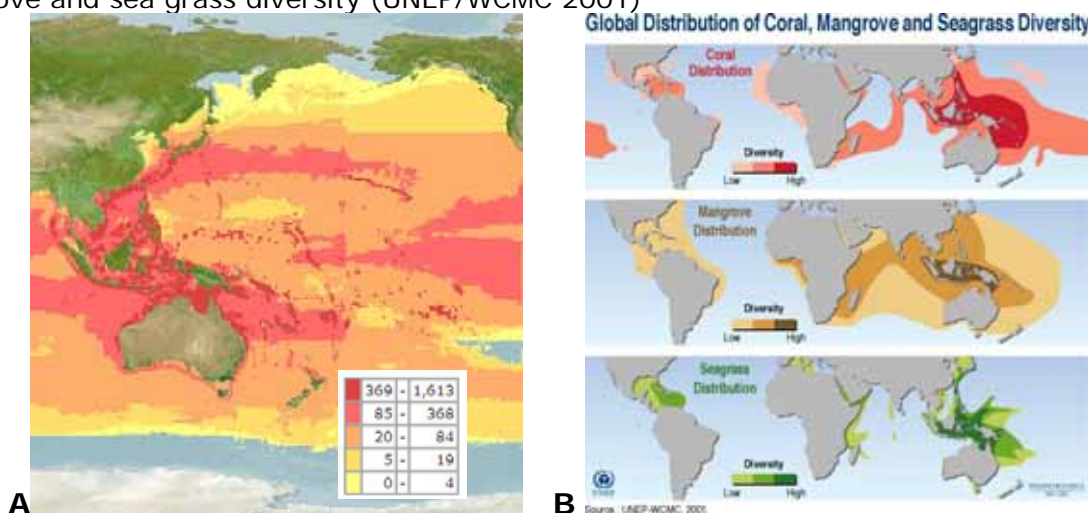 ove and sea grass diversity (UNEP/WCMC 2001)
Global Distribution of Coral, Mangrove and Seagrass Diversity
Coral
Distribution
Diversity
Low High
Mangrove
Distribution
Diversity
Low High
Seagrass
Distribution
Diversity
Low High
369 - 1,613
85 - 368
20 - 84
5 - 19
0 - 4
A
B
UNEP
Source : UNEP-WCMC, 2001